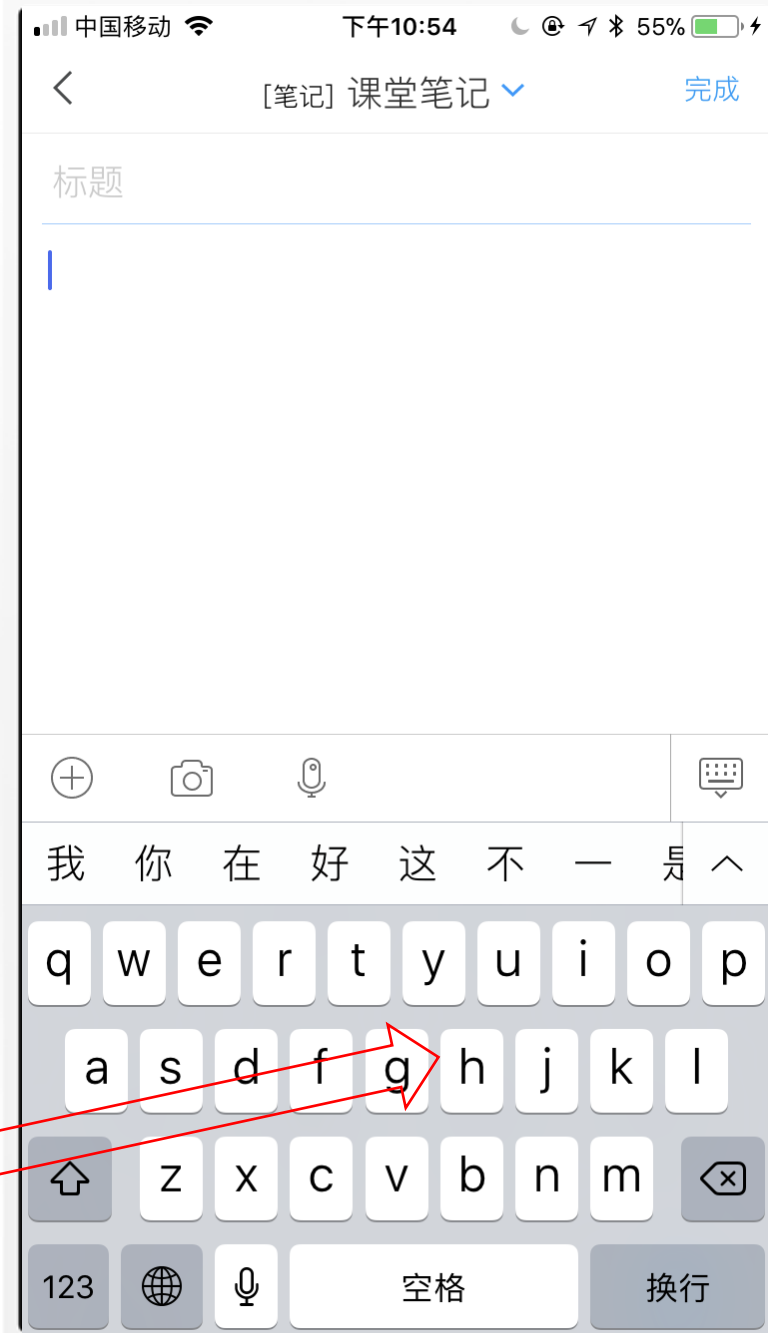 中国移动 下午10:54 55%
[笔记] 课堂笔记 完成
标题
我 你 在 好 这 不 一 是
q w e r t y u i o p
a s d f g h j k l
z x c v b n m
123 空格 换行